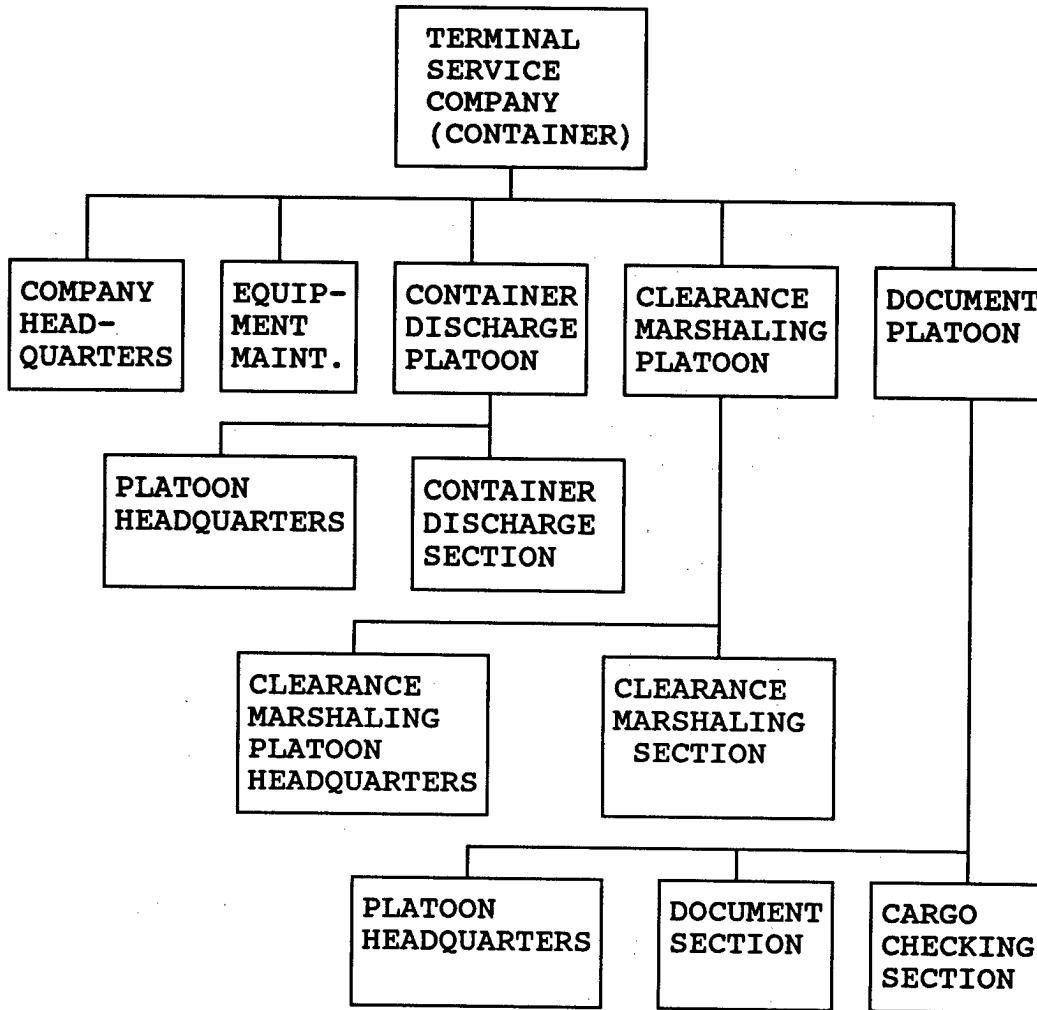 TERMINAL
SERVICE
COMPANY
(CONTAINER)
COMPANY
HEAD-
QUARTERS
EQUIP-
MENT
MAINT.
CONTAINER
DISCHARGE
PLATOON
CLEARANCE
MARSHALING
PLATOON
DOCUMENT
PLATOON
PLATOON
HEADQUARTERS
CONTAINER
DISCHARGE
SECTION
CLEARANCE
MARSHALING
PLATOON
HEADQUARTERS
CLEARANCE
MARSHALING
SECTION
PLATOON
HEADQUARTERS
DOCUMENT
SECTION
CARGO
CHECKING
SECTION